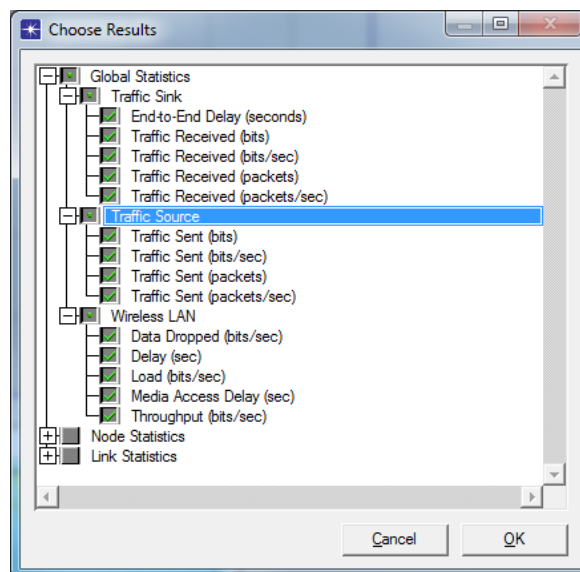 Choose Results
Global Statistics
Traffic Sink
End-to-End Delay (seconds)
Traffic Received (bits)
Traffic Received (bits/sec)
Traffic Received (packets)
Traffic Received (packets/sec)
Traffic Source
Traffic Sent (bits)
Traffic Sent (bits/sec)
Traffic Sent (packets)
Traffic Sent (packets/sec)
Wireless LAN
Data Dropped (bits/sec)
Delay (sec)
Load (bits/sec)
Media Access Delay (sec)
Throughput (bits/sec)
Node Statistics
Link Statistics
Cancel
OK